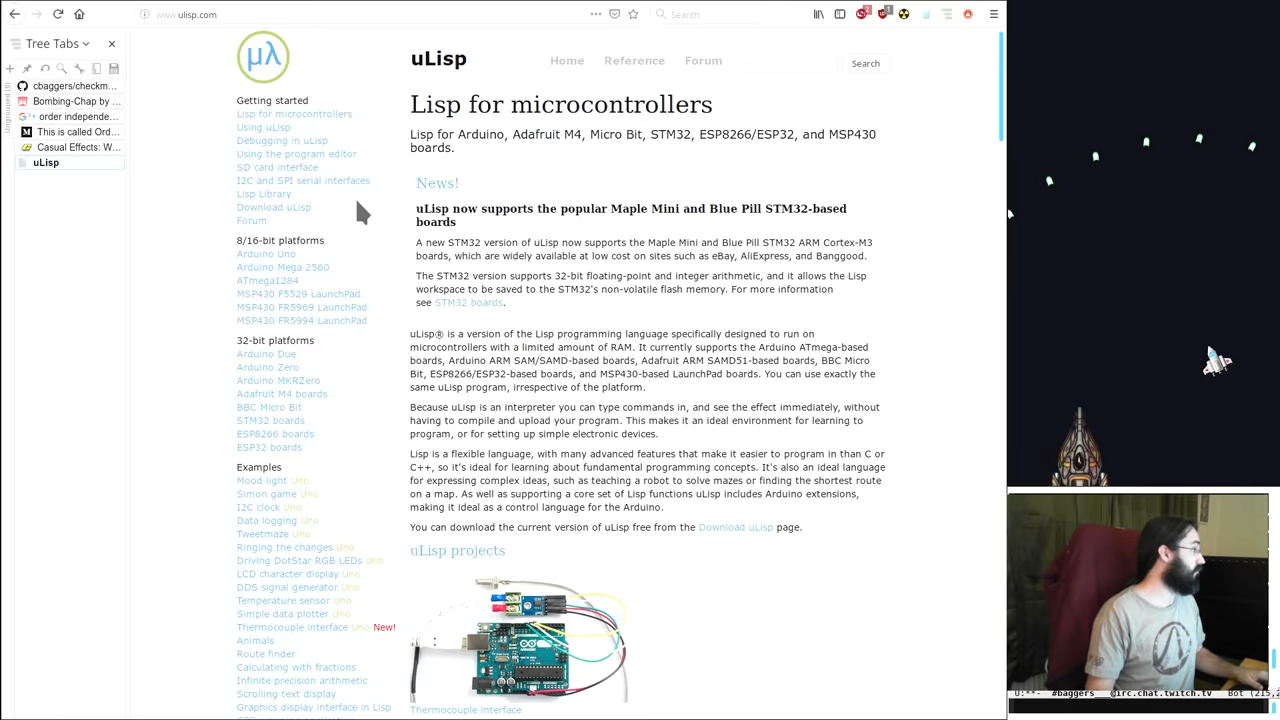 www.ulisp.com
Search
Tree Tabs
cbaggers/checkm...
Bombing-Chap by ...
order independe...
This is called Ord...
Casual Effects: W...
uLisp
Ungrouped (6)
μλ
Getting started
Lisp for microcontrollers
Using uLisp
Debugging in uLisp
Using the program editor
SD card interface
I2C and SPI serial interfaces
Lisp Library
Download uLisp
Forum
8/16-bit platforms
Arduino Uno
Arduino Mega 2560
ATmega1284
MSP430 F5529 LaunchPad
MSP430 FR5969 LaunchPad
MSP430 FR5994 LaunchPad
32-bit platforms
Arduino Due
Arduino Zero
Arduino MKRZero
Adafruit M4 boards
BBC Micro Bit
STM32 boards
ESP8266 boards
ESP32 boards
Examples
Mood light Uno
Simon game Uno
I2C clock Uno
Data logging Uno
Tweetmaze Uno
Ringing the changes Uno
Driving DotStar RGB LEDs Uno
LCD character display Uno
DDS signal generator Uno
Temperature sensor Uno
Simple data plotter Uno
Thermocouple interface Uno New!
Animals
Route finder
Calculating with fractions
Infinite precision arithmetic
Scrolling text display
Graphics display interface in Lisp
uLisp
Home Reference Forum
Search
Lisp for microcontrollers
Lisp for Arduino, Adafruit M4, Micro Bit, STM32, ESP8266/ESP32, and MSP430
boards.
News!
uLisp now supports the popular Maple Mini and Blue Pill STM32-based
boards
A new STM32 version of uLisp now supports the Maple Mini and Blue Pill STM32 ARM Cortex-M3
boards, which are widely available at low cost on sites such as eBay, AliExpress, and Banggood.
The STM32 version supports 32-bit floating-point and integer arithmetic, and it allows the Lisp
workspace to be saved to the STM32's non-volatile flash memory. For more information
see STM32 boards.
uLisp® is a version of the Lisp programming language specifically designed to run on
microcontrollers with a limited amount of RAM. It currently supports the Arduino ATmega-based
boards, Arduino ARM SAM/SAMD-based boards, Adafruit ARM SAMD51-based boards, BBC Micro
Bit, ESP8266/ESP32-based boards, and MSP430-based LaunchPad boards. You can use exactly the
same uLisp program, irrespective of the platform.
Because uLisp is an interpreter you can type commands in, and see the effect immediately, without
having to compile and upload your program. This makes it an ideal environment for learning to
program, or for setting up simple electronic devices.
Lisp is a flexible language, with many advanced features that make it easier to program in than C or
C++, so it's ideal for learning about fundamental programming concepts. It's also an ideal language
for expressing complex ideas, such as teaching a robot to solve mazes or finding the shortest route
on a map. As well as supporting a core set of Lisp functions uLisp includes Arduino extensions,
making it ideal as a control language for the Arduino.
You can download the current version of uLisp free from the Download uLisp page.
uLisp projects
Thermocouple interface
U:**- #baggers___@irc.chat.twitch.tv Bot (215,2